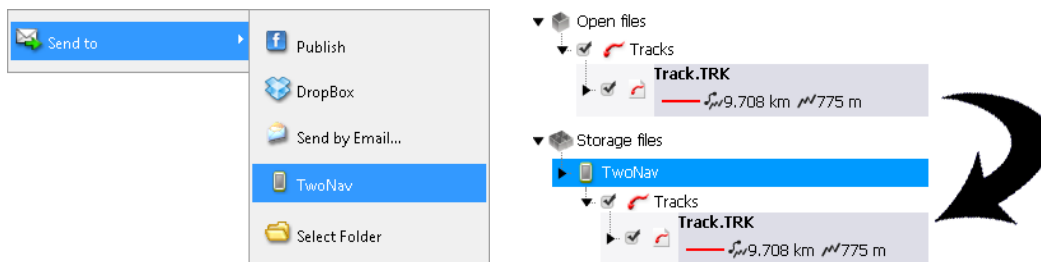 Send to
Publish
DropBox
Send by Email...
TwoNav
Select Folder
Open files
Tracks
Track.TRK
9.708 km 775 m
Storage files
TwoNav
Tracks
Track.TRK
9.708 km 775 m